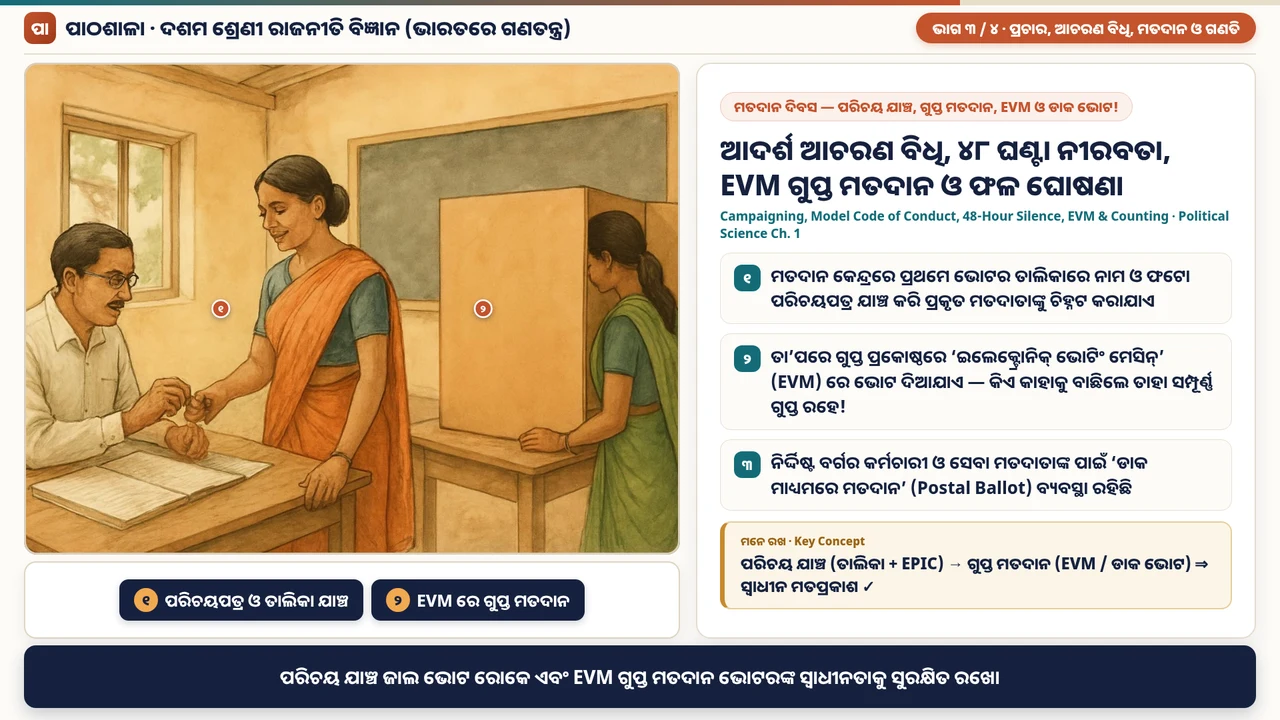 ପା ପାଠଶାଳା · ଦଶମ ଶ୍ରେଣୀ ରାଜନୀତି ବିଜ୍ଞାନ (ଭାରତରେ ଗଣତନ୍ତ୍ର)
ଭାଗ ୩ / ୪ · ପ୍ରଚାର, ଆଚରଣ ବିଧି, ମତଦାନ ଓ ଗଣତି
୧
୨
୧ ପରିଚୟପତ୍ର ଓ ତାଲିକା ଯାଞ୍ଚ
୨ EVM ରେ ଗୁପ୍ତ ମତଦାନ
ମତଦାନ ଦିବସ — ପରିଚୟ ଯାଞ୍ଚ, ଗୁପ୍ତ ମତଦାନ, EVM ଓ ଡାକ ଭୋଟ!
ଆଦର୍ଶ ଆଚରଣ ବିଧି, ୪୮ ଘଣ୍ଟା ନୀରବତା,
EVM ଗୁପ୍ତ ମତଦାନ ଓ ଫଳ ଘୋଷଣା
Campaigning, Model Code of Conduct, 48-Hour Silence, EVM & Counting · Political
Science Ch. 1
୧ ମତଦାନ କେନ୍ଦ୍ରରେ ପ୍ରଥମେ ଭୋଟର ତାଲିକାରେ ନାମ ଓ ଫଟୋ
ପରିଚୟପତ୍ର ଯାଞ୍ଚ କରି ପ୍ରକୃତ ମତଦାତାଙ୍କୁ ଚିହ୍ନଟ କରାଯାଏ
୨ ତା’ପରେ ଗୁପ୍ତ ପ୍ରକୋଷ୍ଠରେ ‘ଇଲେକ୍ଟ୍ରୋନିକ୍ ଭୋଟିଂ ମେସିନ୍’
(EVM) ରେ ଭୋଟ ଦିଆଯାଏ — କିଏ କାହାକୁ ବାଛିଲେ ତାହା ସମ୍ପୂର୍ଣ୍ଣ
ଗୁପ୍ତ ରହେ!
୩ ନିର୍ଦ୍ଦିଷ୍ଟ ବର୍ଗର କର୍ମଚାରୀ ଓ ସେବା ମତଦାତାଙ୍କ ପାଇଁ ‘ଡାକ
ମାଧ୍ୟମରେ ମତଦାନ’ (Postal Ballot) ବ୍ୟବସ୍ଥା ରହିଛି
ମନେ ରଖ · Key Concept
ପରିଚୟ ଯାଞ୍ଚ (ତାଲିକା + EPIC) → ଗୁପ୍ତ ମତଦାନ (EVM / ଡାକ ଭୋଟ) ⇒
ସ୍ୱାଧୀନ ମତପ୍ରକାଶ ✓
ପରିଚୟ ଯାଞ୍ଚ ଜାଲ ଭୋଟ ରୋକେ ଏବଂ EVM ଗୁପ୍ତ ମତଦାନ ଭୋଟରଙ୍କ ସ୍ୱାଧୀନତାକୁ ସୁରକ୍ଷିତ ରଖେ।